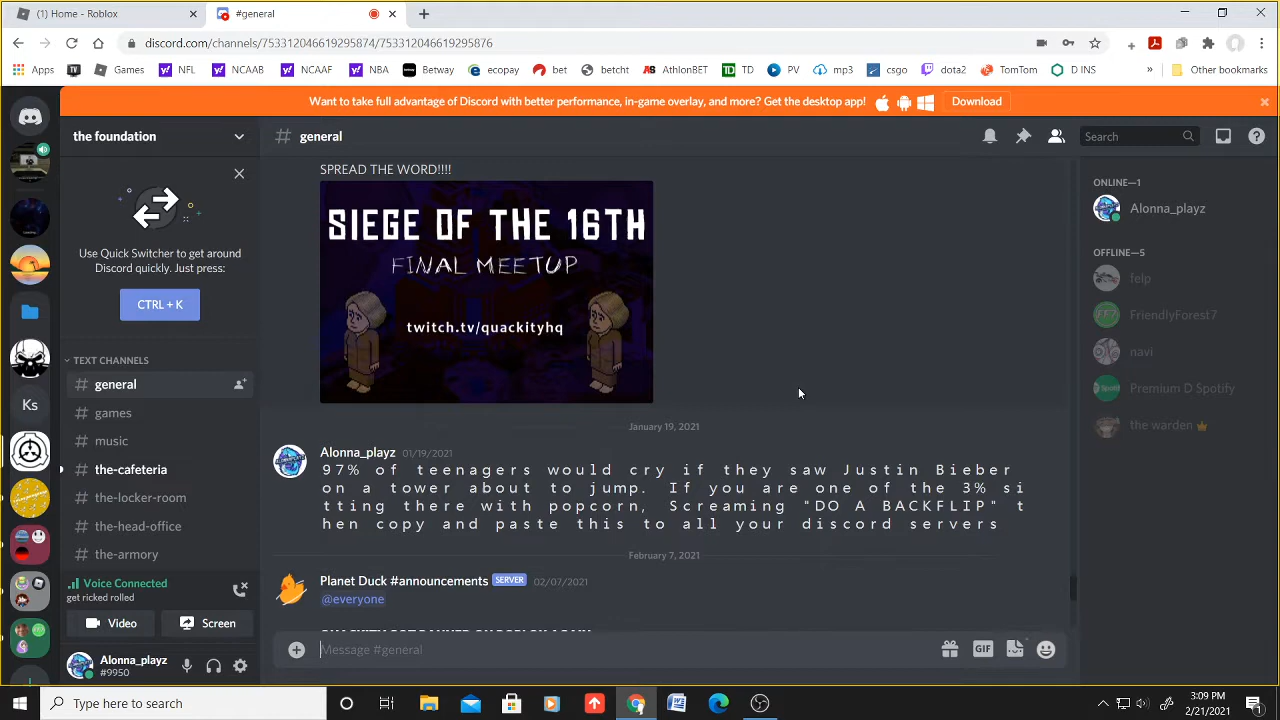 (1) Home - Roblox
#general
discord.com/channels/753312046619295874/753312046619295876
Apps
Games
NFL
NCAAB
NCAAF
NBA
Betway
ecopay
bet
betcht
AthlonBET
TD
PV
mp3
csgo
dota2
TomTom
D INS
»
Other bookmarks
Want to take full advantage of Discord with better performance, in-game overlay, and more? Get the desktop app!
Download
the foundation
# general
Search
Use Quick Switcher to get around
Discord quickly. Just press:
CTRL + K
TEXT CHANNELS
# general
# games
# music
# the-cafeteria
# the-locker-room
# the-head-office
# the-armory
Voice Connected
get ricked rolled
Video
Screen
Alonna_playz
#9950
Ks
SPREAD THE WORD!!!!
SIEGE OF THE 16TH
FINAL MEETUP
twitch.tv/quackityhq
January 19, 2021
Alonna_playz 01/19/2021
97% of teenagers would cry if they saw Justin Bieber
on a tower about to jump. If you are one of the 3% si
tting there with popcorn, Screaming "DO A BACKFLIP" t
hen copy and paste this to all your discord servers
February 7, 2021
Planet Duck #announcements SERVER 02/07/2021
@everyone
Message #general
GIF
ONLINE—1
Alonna_playz
OFFLINE—5
felp
FriendlyForest7
navi
Premium D Spotify
the warden
Type here to search
3:09 PM
2/21/2021